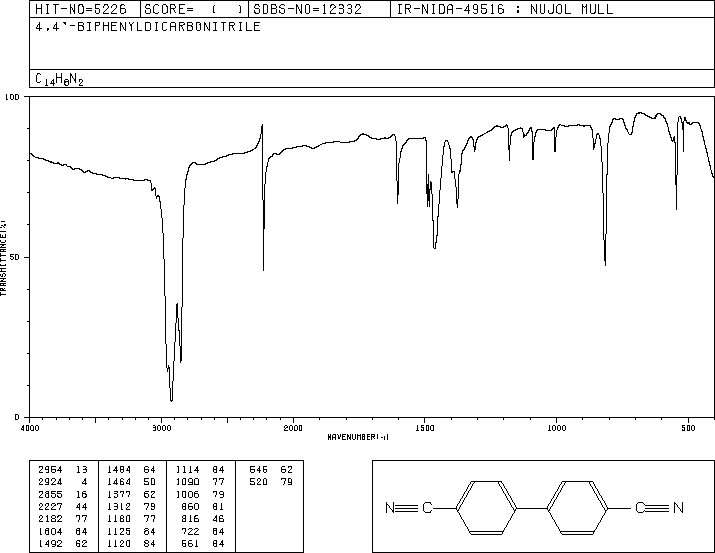 HIT-NO=5226 SCORE= ( ) SDBS-NO=12332 IR-NIDA-49516 : NUJOL MULL
4,4'-BIPHENYLDICARBONITRILE
C14H8N2
100
TRANSMITTANCE(%)
50
0
4000 3000 2000 1500 1000 500
WAVENUMBER(-1)
2954 13 1484 64 1114 84 546 62
2924 4 1464 50 1090 77 520 79
2855 16 1377 62 1006 79
2227 44 1312 79 860 81
2182 77 1180 77 816 46
1604 64 1125 84 722 84
1492 62 1120 84 561 84
N C C N